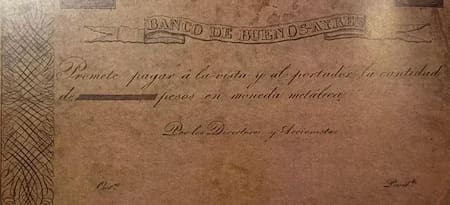 BANCO DE BUENOS-AYRES
Promete pagar à la vista y al portador la cantidad
de pesos en moneda metálica,
Por los Directores y Accionistas